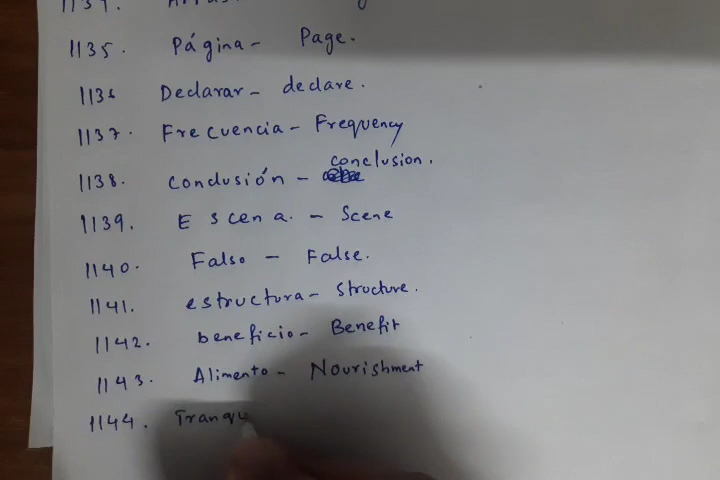 1135. Página - Page.
1136 Declarar - declare.
1137. Frecuencia - Frequency
1138. conclusión - conclusion.
1139. Escena. - Scene
1140. Falso - False.
1141. estructura - structure.
1142. beneficio - Benefit
1143. Alimento - Nourishment
1144. Tranqu